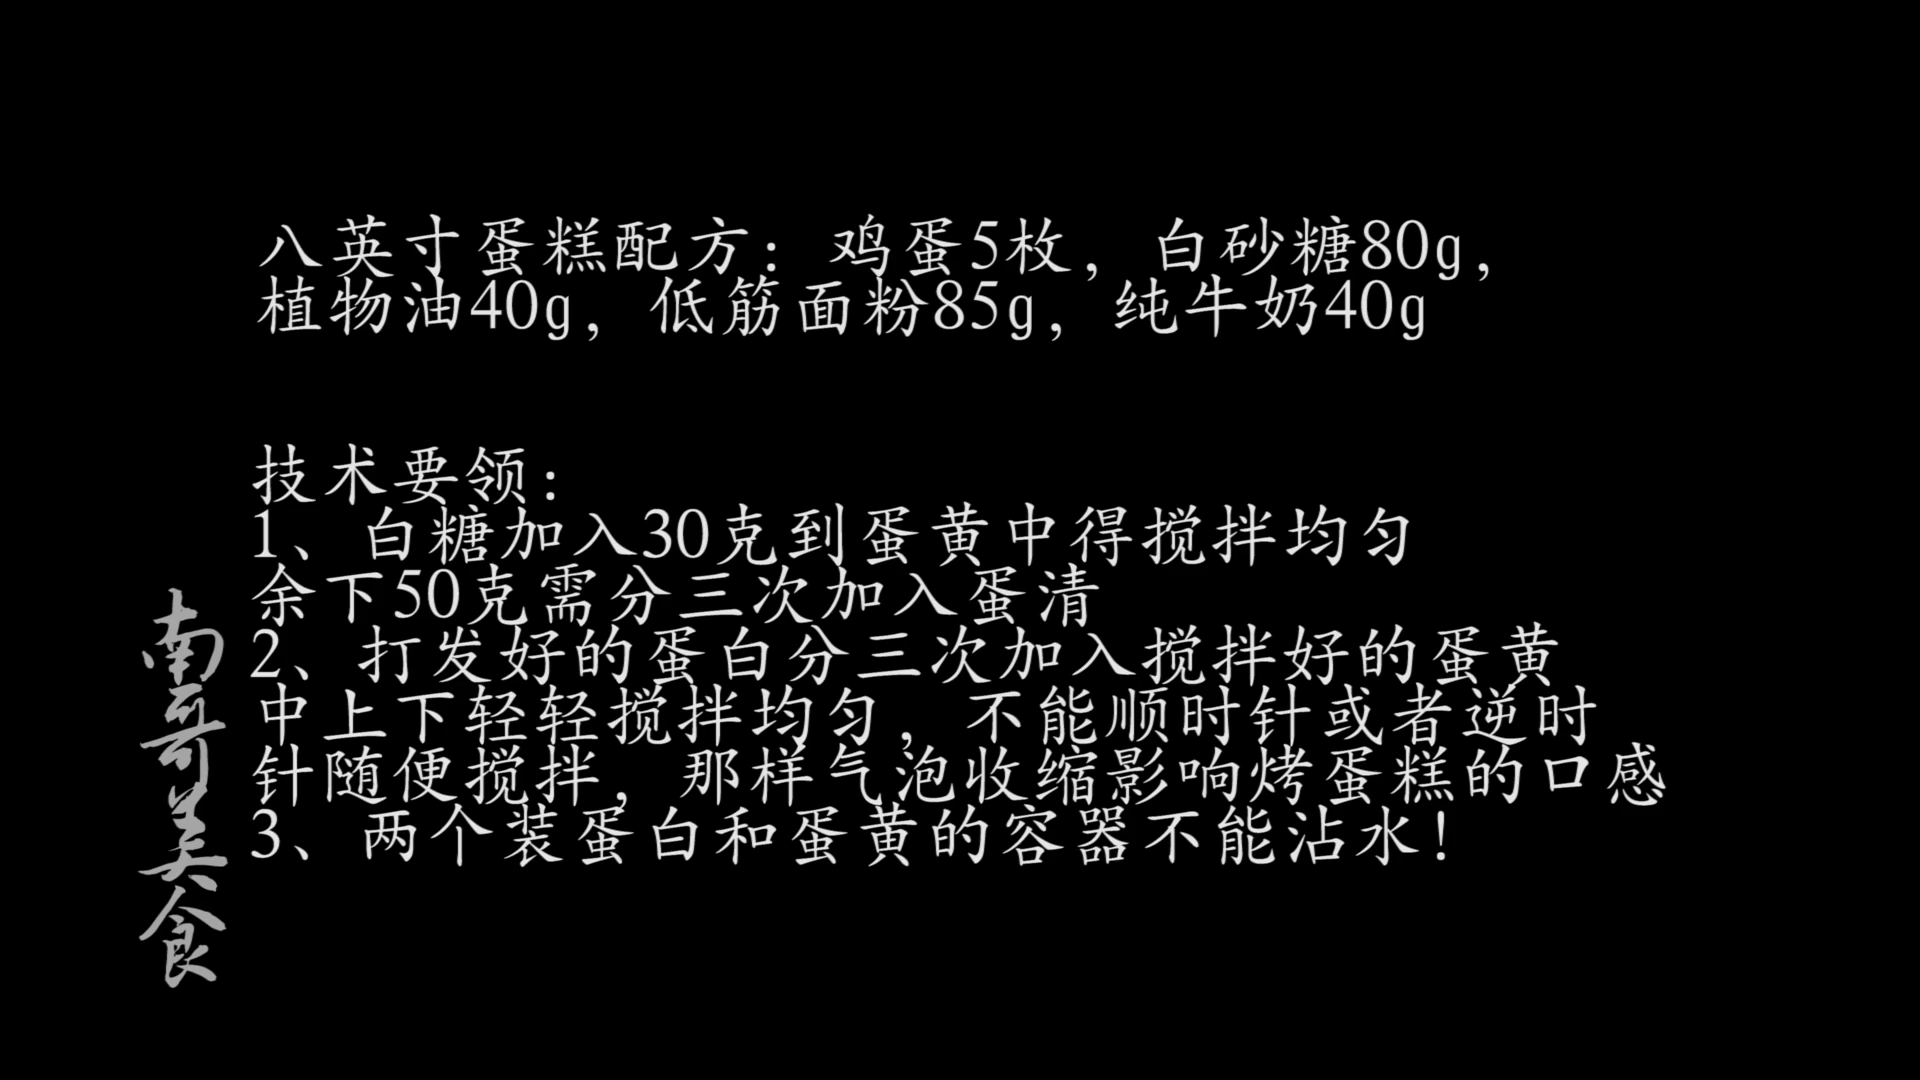 八英寸蛋糕配方：鸡蛋5枚，白砂糖80g，
植物油40g，低筋面粉85g，纯牛奶40g
技术要领：
1、白糖加入30克到蛋黄中得搅拌均匀
余下50克需分三次加入蛋清
2、打发好的蛋白分三次加入搅拌好的蛋黄
中上下轻轻搅拌均匀，不能顺时针或者逆时
针随便搅拌，那样气泡收缩影响烤蛋糕的口感
3、两个装蛋白和蛋黄的容器不能沾水！
南哥美食